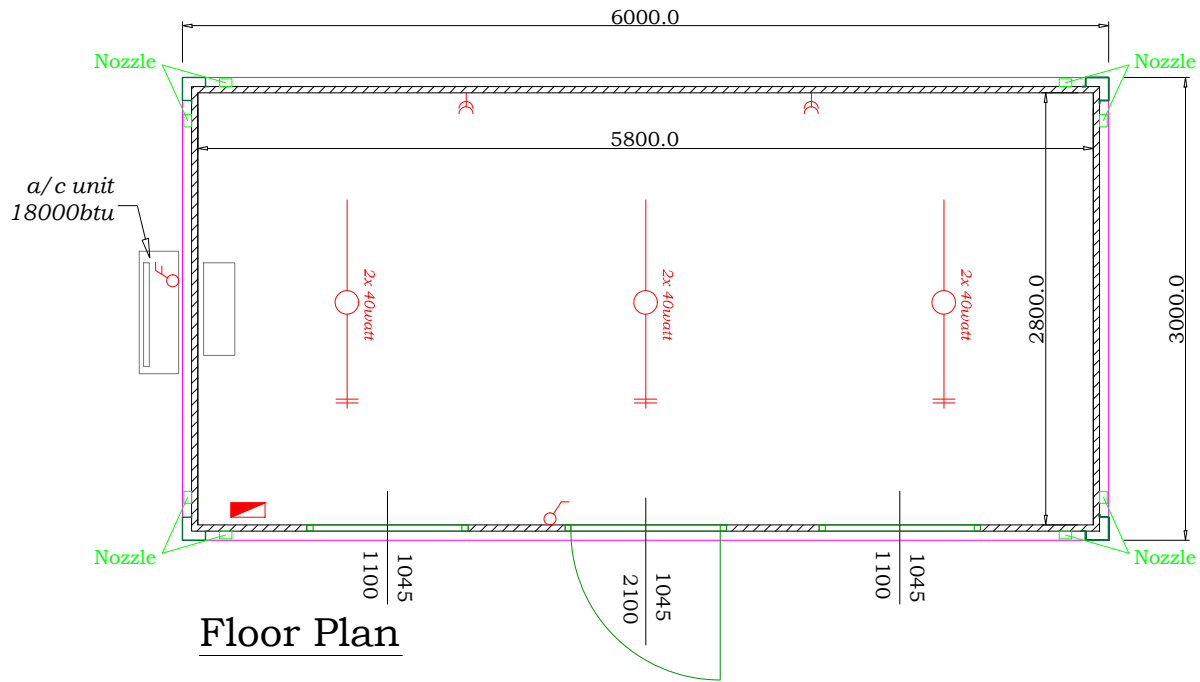 6000.0
Nozzle
Nozzle
5800.0
a/c unit
18000btu
2x 40watt
2x 40watt
2x 40watt
2800.0
3000.0
Nozzle
Nozzle
1045
1100
1045
2100
1045
1100
Floor Plan